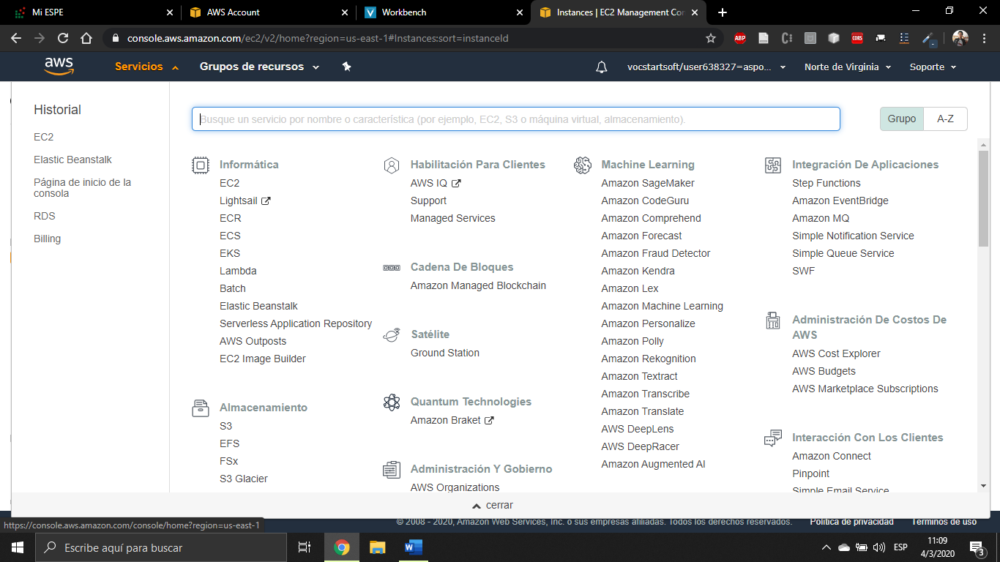 Mi ESPE
AWS Account
Workbench
Instances | EC2 Management Con
console.aws.amazon.com/ec2/v2/home?region=us-east-1#Instances:sort=instanceId
ABP
CORS
aws
Servicios
Grupos de recursos
vocstartsoft/user638327=aspo...
Norte de Virginia
Soporte
Historial
EC2
Elastic Beanstalk
Página de inicio de la
consola
RDS
Billing
Busque un servicio por nombre o característica (por ejemplo, EC2, S3 o máquina virtual, almacenamiento).
Grupo
A-Z
Informática
EC2
Lightsail
ECR
ECS
EKS
Lambda
Batch
Elastic Beanstalk
Serverless Application Repository
AWS Outposts
EC2 Image Builder
Almacenamiento
S3
EFS
FSx
S3 Glacier
Habilitación Para Clientes
AWS IQ
Support
Managed Services
Cadena De Bloques
Amazon Managed Blockchain
Satélite
Ground Station
Quantum Technologies
Amazon Braket
Administración Y Gobierno
AWS Organizations
Machine Learning
Amazon SageMaker
Amazon CodeGuru
Amazon Comprehend
Amazon Forecast
Amazon Fraud Detector
Amazon Kendra
Amazon Lex
Amazon Machine Learning
Amazon Personalize
Amazon Polly
Amazon Rekognition
Amazon Textract
Amazon Transcribe
Amazon Translate
AWS DeepLens
AWS DeepRacer
Amazon Augmented AI
Integración De Aplicaciones
Step Functions
Amazon EventBridge
Amazon MQ
Simple Notification Service
Simple Queue Service
SWF
Administración De Costos De
AWS
AWS Cost Explorer
AWS Budgets
AWS Marketplace Subscriptions
Interacción Con Los Clientes
Amazon Connect
Pinpoint
Simple Email Service
cerrar
https://console.aws.amazon.com/console/home?region=us-east-1
© 2008 - 2020, Amazon Web Services, Inc. o sus empresas afiliadas. Todos los derechos reservados.
Política de privacidad
Términos de uso
Escribe aquí para buscar
ESP
11:09
4/3/2020
3